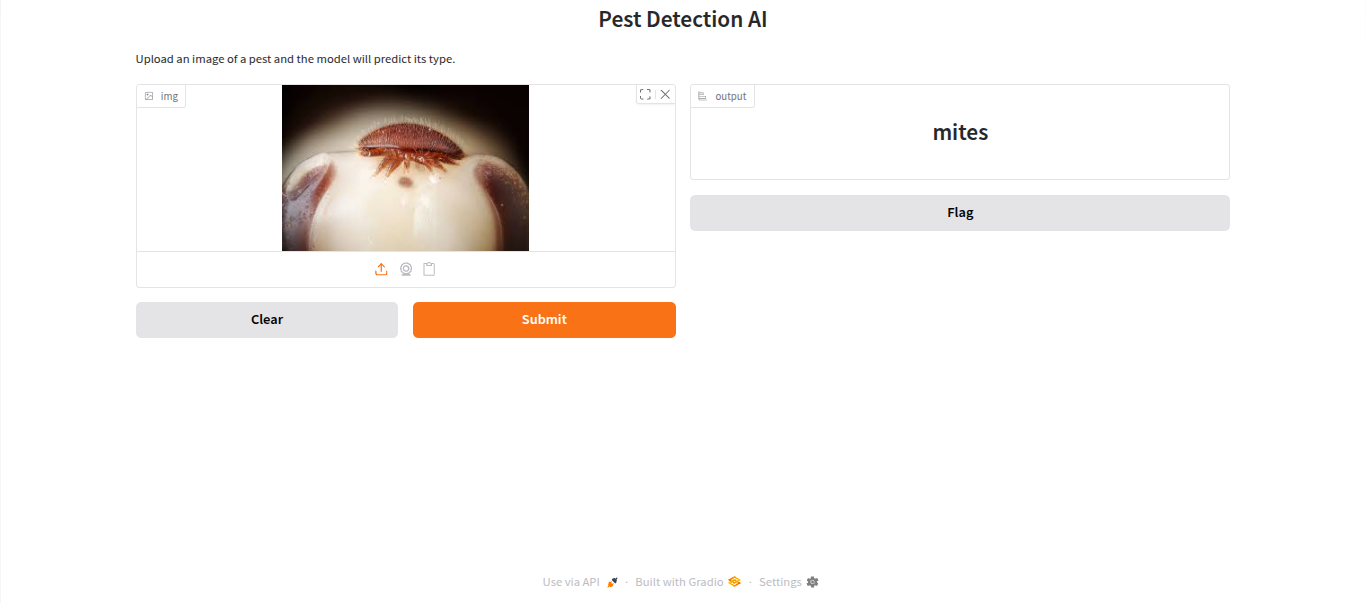 Pest Detection AI
Upload an image of a pest and the model will predict its type.
img
output
mites
Flag
Clear
Submit
Use via API · Built with Gradio · Settings